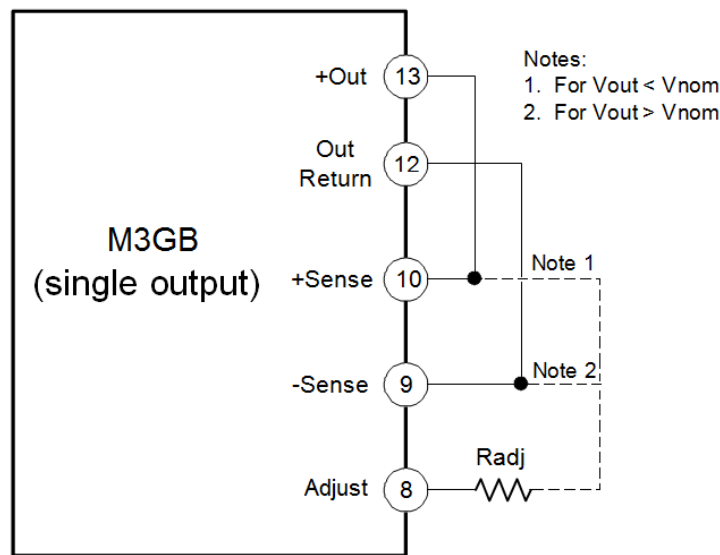 Notes:
1. For Vout < Vnom
2. For Vout > Vnom
+Out
13
Out
Return
12
M3GB
(single output)
+Sense
10
Note 1
-Sense
9
Note 2
Radj
Adjust
8